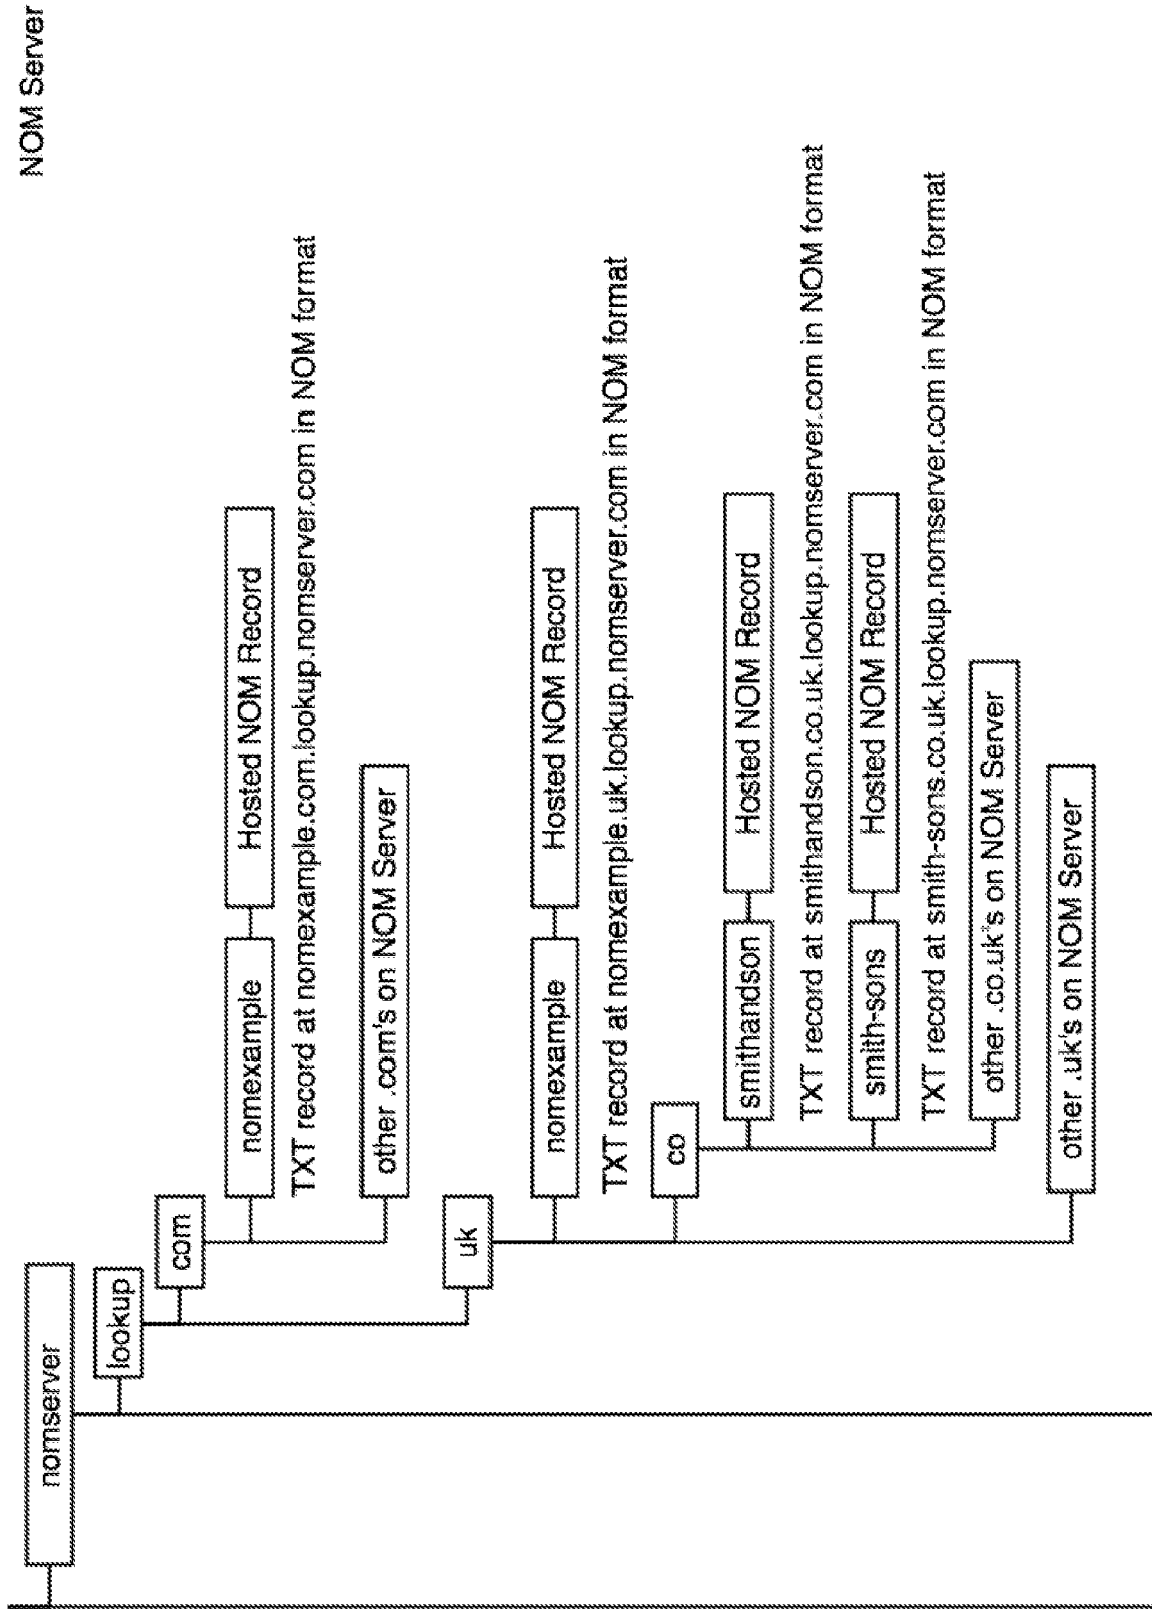 NOM Server
nomserver
lookup
com
nomexample
Hosted NOM Record
TXT record at nomexample.com.lookup.nomserver.com in NOM format
other .com's on NOM Server
uk
nomexample
Hosted NOM Record
TXT record at nomexample.uk.lookup.nomserver.com in NOM format
co
smithandson
Hosted NOM Record
TXT record at smithandson.co.uk.lookup.nomserver.com in NOM format
smith-sons
Hosted NOM Record
TXT record at smith-sons.co.uk.lookup.nomserver.com in NOM format
other .co.uk's on NOM Server
other .uk's on NOM Server